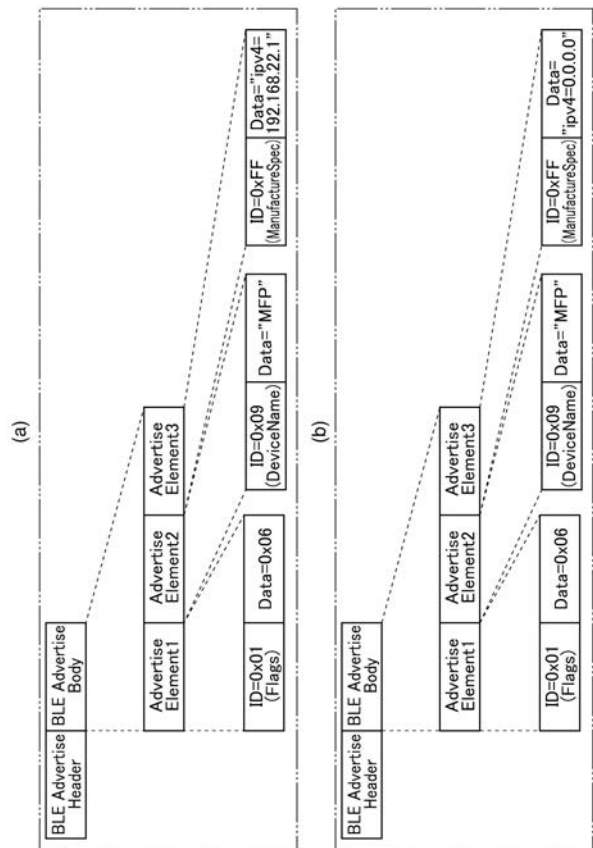 (a)
BLE Advertise
Header
BLE Advertise
Body
Advertise
Element1
Advertise
Element2
Advertise
Element3
ID=0x01
(Flags)
Data=0x06
ID=0x09
(DeviceName)
Data="MFP"
ID=0xFF
(ManufactureSpec)
Data="ipv4=
192.168.22.1"
(b)
BLE Advertise
Header
BLE Advertise
Body
Advertise
Element1
Advertise
Element2
Advertise
Element3
ID=0x01
(Flags)
Data=0x06
ID=0x09
(DeviceName)
Data="MFP"
ID=0xFF
(ManufactureSpec)
Data=
"ipv4=0.0.0.0"